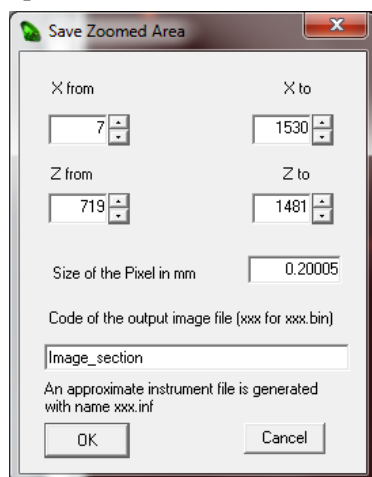 Save Zoomed Area
X from X to
7 1530
Z from Z to
719 1481
Size of the Pixel in mm 0.20005
Code of the output image file (xxx for xxx.bin)
Image_section
An approximate instrument file is generated
with name xxx.inf
OK Cancel